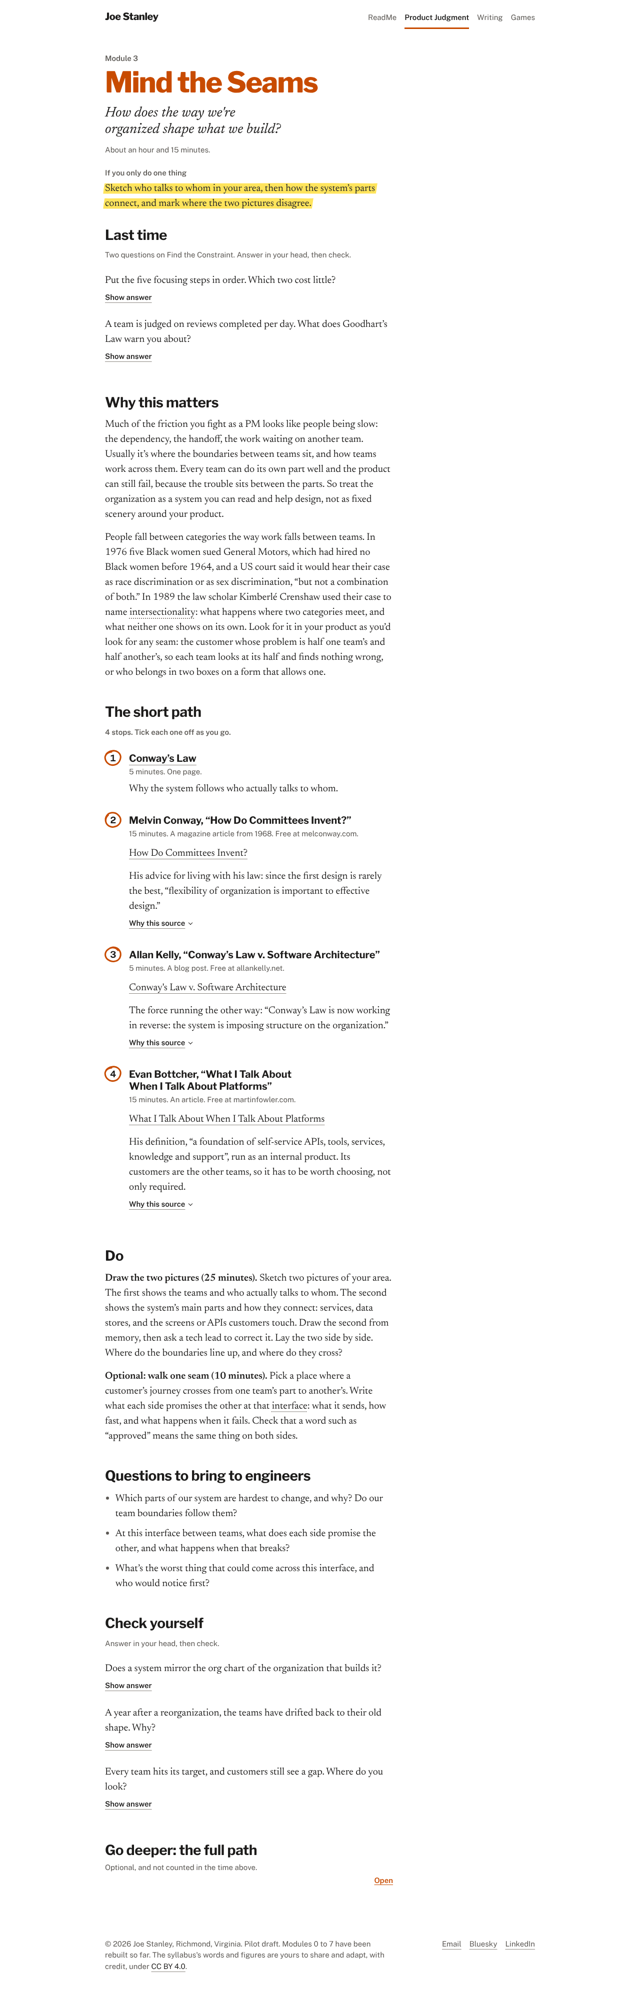 Joe Stanley
ReadMe Product Judgment Writing Games
Module 3
Mind the Seams
How does the way we're
organized shape what we build?
About an hour and 15 minutes.
If you only do one thing
Sketch who talks to whom in your area, then how the system's parts
connect, and mark where the two pictures disagree.
Last time
Two questions on Find the Constraint. Answer in your head, then check.
Put the five focusing steps in order. Which two cost little?
Show answer
A team is judged on reviews completed per day. What does Goodhart's
Law warn you about?
Show answer
Why this matters
Much of the friction you fight as a PM looks like people being slow:
the dependency, the handoff, the work waiting on another team.
Usually it's where the boundaries between teams sit, and how teams
work across them. Every team can do its own part well and the product
can still fail, because the trouble sits between the parts. So treat the
organization as a system you can read and help design, not as fixed
scenery around your product.
People fall between categories the way work falls between teams. In
1976 five Black women sued General Motors, which had hired no
Black women before 1964, and a US court said it would hear their case
as race discrimination or as sex discrimination, “but not a combination
of both.” In 1989 the law scholar Kimberlé Crenshaw used their case to
name intersectionality: what happens where two categories meet, and
what neither one shows on its own. Look for it in your product as you'd
look for any seam: the customer whose problem is half one team's and
half another's, so each team looks at its half and finds nothing wrong,
or who belongs in two boxes on a form that allows one.
The short path
4 stops. Tick each one off as you go.
1 Conway's Law
5 minutes. One page.
Why the system follows who actually talks to whom.
2 Melvin Conway, “How Do Committees Invent?”
15 minutes. A magazine article from 1968. Free at melconway.com.
How Do Committees Invent?
His advice for living with his law: since the first design is rarely
the best, “flexibility of organization is important to effective
design.”
Why this source
3 Allan Kelly, “Conway's Law v. Software Architecture”
5 minutes. A blog post. Free at allankelly.net.
Conway's Law v. Software Architecture
The force running the other way: “Conway's Law is now working
in reverse: the system is imposing structure on the organization.”
Why this source
4 Evan Bottcher, “What I Talk About
When I Talk About Platforms”
15 minutes. An article. Free at martinfowler.com.
What I Talk About When I Talk About Platforms
His definition, “a foundation of self-service APIs, tools, services,
knowledge and support”, run as an internal product. Its
customers are the other teams, so it has to be worth choosing, not
only required.
Why this source
Do
Draw the two pictures (25 minutes). Sketch two pictures of your area.
The first shows the teams and who actually talks to whom. The second
shows the system's main parts and how they connect: services, data
stores, and the screens or APIs customers touch. Draw the second from
memory, then ask a tech lead to correct it. Lay the two side by side.
Where do the boundaries line up, and where do they cross?
Optional: walk one seam (10 minutes). Pick a place where a
customer's journey crosses from one team's part to another's. Write
what each side promises the other at that interface: what it sends, how
fast, and what happens when it fails. Check that a word such as
“approved” means the same thing on both sides.
Questions to bring to engineers
• Which parts of our system are hardest to change, and why? Do our
team boundaries follow them?
• At this interface between teams, what does each side promise the
other, and what happens when that breaks?
• What's the worst thing that could come across this interface, and
who would notice first?
Check yourself
Answer in your head, then check.
Does a system mirror the org chart of the organization that builds it?
Show answer
A year after a reorganization, the teams have drifted back to their old
shape. Why?
Show answer
Every team hits its target, and customers still see a gap. Where do you
look?
Show answer
Go deeper: the full path
Optional, and not counted in the time above.
Open
© 2026 Joe Stanley, Richmond, Virginia. Pilot draft. Modules 0 to 7 have been
rebuilt so far. The syllabus's words and figures are yours to share and adapt, with
credit, under CC BY 4.0.
Email Bluesky LinkedIn